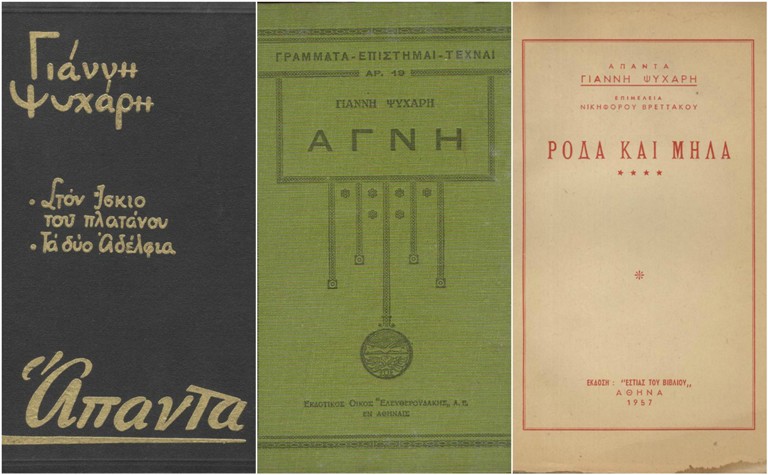 Γιάννη
Ψυχάρη
• Στόν ἴσκιο
τοῦ πλατάνου
• Τά δύο Ἀδέλφια
Ἅπαντα
ΓΡΑΜΜΑΤΑ-ΕΠΙΣΤΗΜΑΙ-ΤΕΧΝΑΙ
ΑΡ. 19
ΓΙΑΝΝΗ ΨΥΧΑΡΗ
ΑΓΝΗ
ΕΚΔΟΤΙΚΟΣ ΟΙΚΟΣ ἘΛΕΥΘΕΡΟΥΔΑΚΗΣ, Α. Ε.
ΕΝ ΑΘΗΝΑΙΣ
ΑΠΑΝΤΑ
ΓΙΑΝΝΗ ΨΥΧΑΡΗ
ΕΠΙΜΕΛΕΙΑ
ΝΙΚΗΦΟΡΟΥ ΒΡΕΤΤΑΚΟΥ
ΡΟΔΑ ΚΑΙ ΜΗΛΑ
★ ★ ★ ★
ΕΚΔΟΣΗ : "ΕΣΤΙΑΣ ΤΟΥ ΒΙΒΛΙΟΥ„
ΑΘΗΝΑ
1957